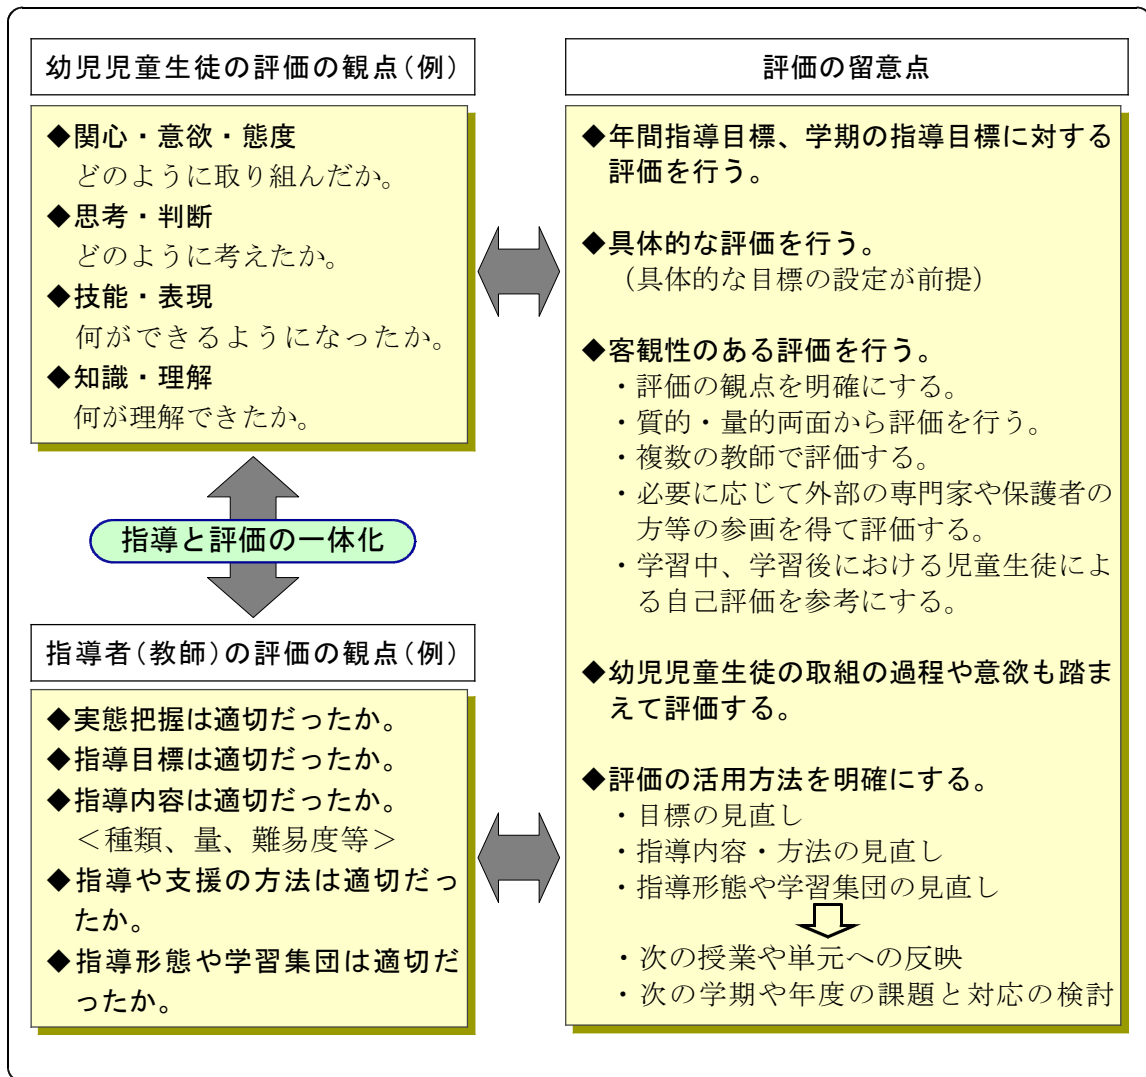 幼児児童生徒の評価の観点(例)
◆関心・意欲・態度
どのように取り組んだか。
◆思考・判断
どのように考えたか。
◆技能・表現
何ができるようになったか。
◆知識・理解
何が理解できたか。
指導と評価の一体化
指導者(教師)の評価の観点(例)
◆実態把握は適切だったか。
◆指導目標は適切だったか。
◆指導内容は適切だったか。
＜種類、量、難易度等＞
◆指導や支援の方法は適切だっ
たか。
◆指導形態や学習集団は適切だ
ったか。
評価の留意点
◆年間指導目標、学期の指導目標に対する
評価を行う。
◆具体的な評価を行う。
（具体的な目標の設定が前提）
◆客観性のある評価を行う。
・評価の観点を明確にする。
・質的・量的両面から評価を行う。
・複数の教師で評価する。
・必要に応じて外部の専門家や保護者の
方等の参画を得て評価する。
・学習中、学習後における児童生徒によ
る自己評価を参考にする。
◆幼児児童生徒の取組の過程や意欲も踏ま
えて評価する。
◆評価の活用方法を明確にする。
・目標の見直し
・指導内容・方法の見直し
・指導形態や学習集団の見直し
・次の授業や単元への反映
・次の学期や年度の課題と対応の検討